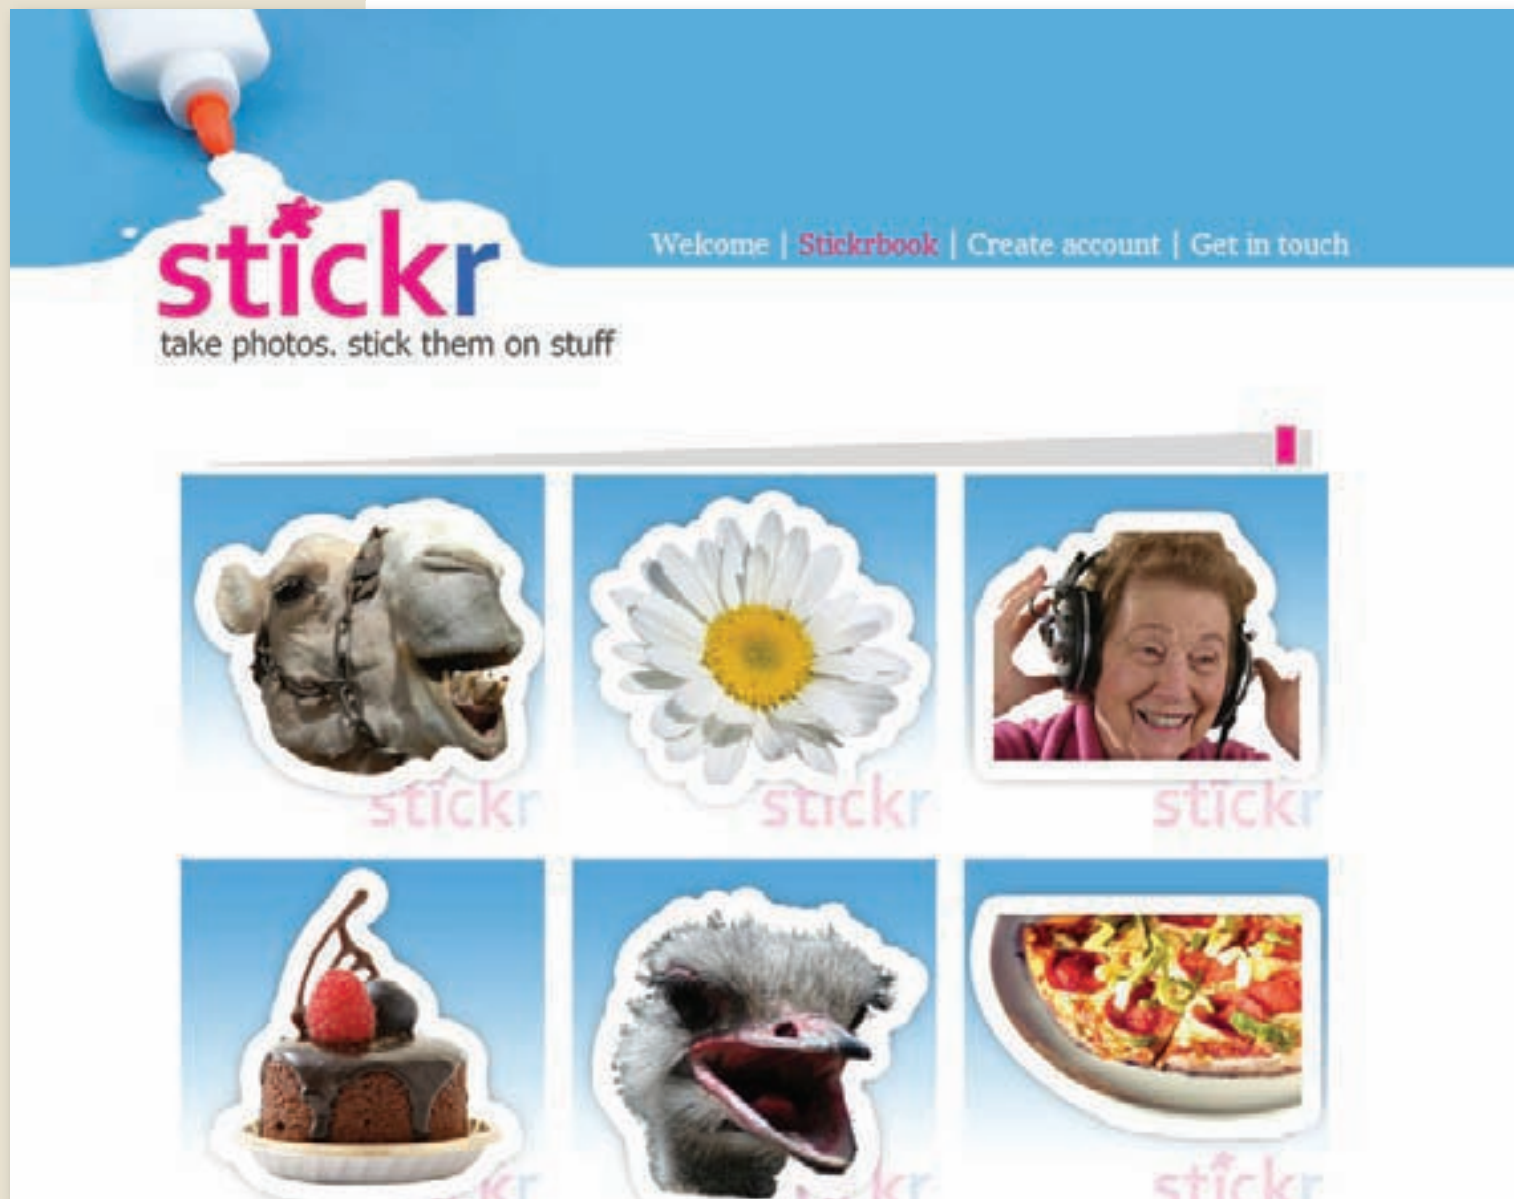 Welcome | Stickrbook | Create account | Get in touch
stickr
take photos. stick them on stuff
stickr
stickr
stickr
stickr